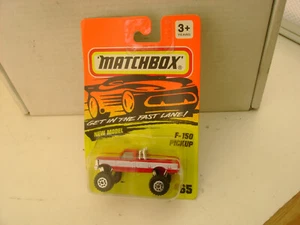 3+
MATCHBOX
GET IN THE FAST LANE!
NEW MODEL
F-150
PICKUP
65